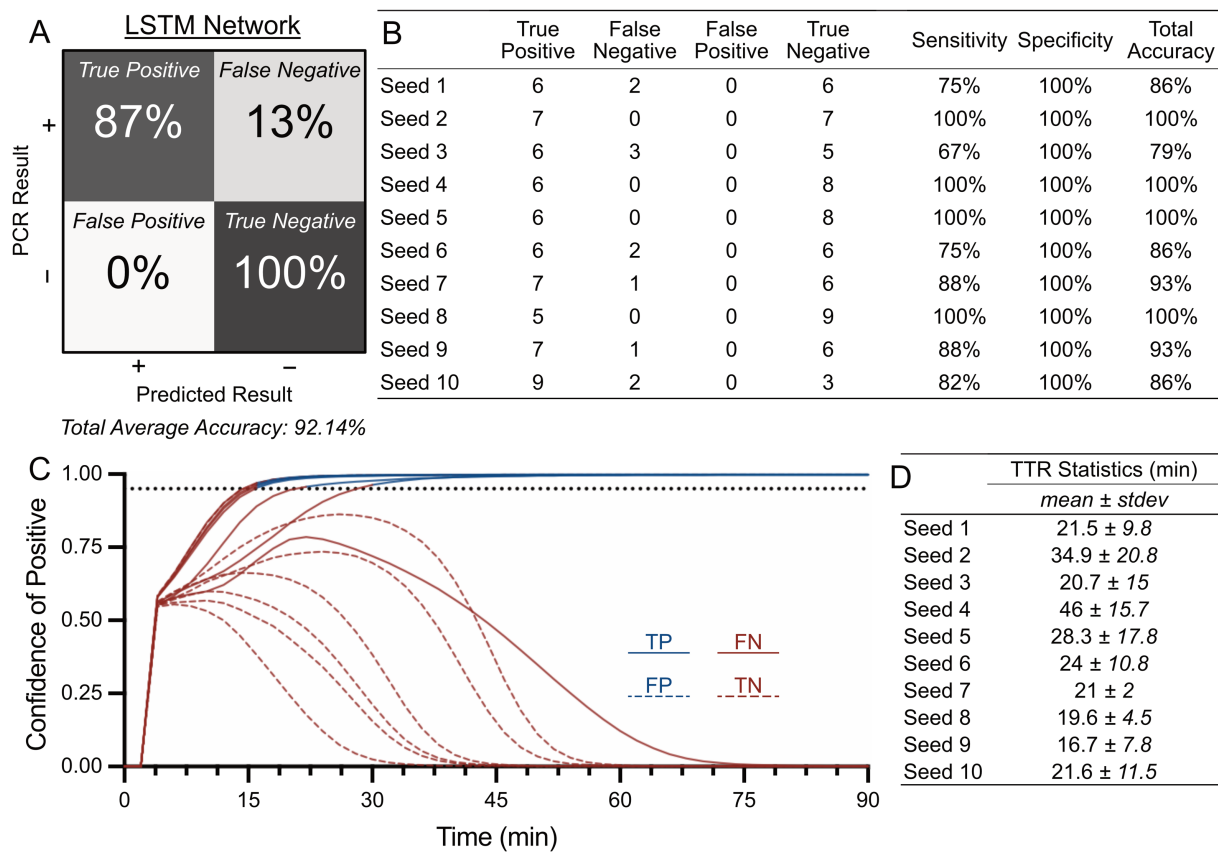 A
LSTM Network
True Positive False Negative
87% 13%
False Positive True Negative
0% 100%
+
–
PCR Result
+ –
Predicted Result
Total Average Accuracy: 92.14%
B
True Positive False Negative False Positive True Negative Sensitivity Specificity Total Accuracy
Seed 1 6 2 0 6 75% 100% 86%
Seed 2 7 0 0 7 100% 100% 100%
Seed 3 6 3 0 5 67% 100% 79%
Seed 4 6 0 0 8 100% 100% 100%
Seed 5 6 0 0 8 100% 100% 100%
Seed 6 6 2 0 6 75% 100% 86%
Seed 7 7 1 0 6 88% 100% 93%
Seed 8 5 0 0 9 100% 100% 100%
Seed 9 7 1 0 6 88% 100% 93%
Seed 10 9 2 0 3 82% 100% 86%
C
1.00
0.75
0.50
0.25
0.00
Confidence of Positive
TP FN
FP TN
0 15 30 45 60 75 90
Time (min)
D
TTR Statistics (min)
mean ± stdev
Seed 1 21.5 ± 9.8
Seed 2 34.9 ± 20.8
Seed 3 20.7 ± 15
Seed 4 46 ± 15.7
Seed 5 28.3 ± 17.8
Seed 6 24 ± 10.8
Seed 7 21 ± 2
Seed 8 19.6 ± 4.5
Seed 9 16.7 ± 7.8
Seed 10 21.6 ± 11.5